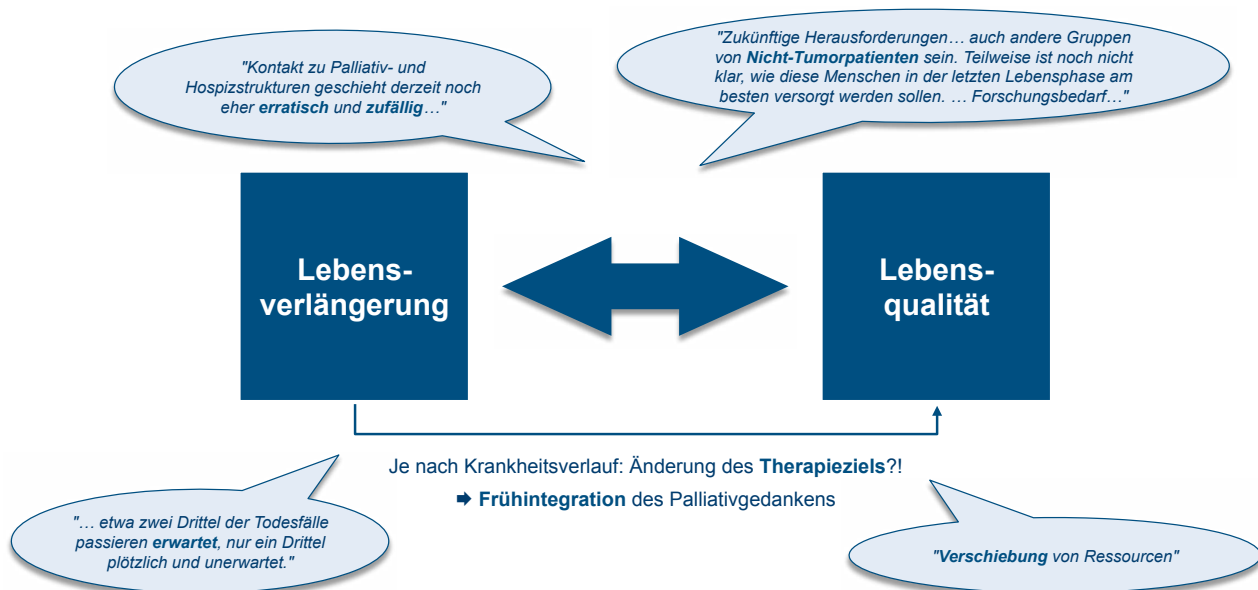 "Kontakt zu Palliativ- und
Hospizstrukturen geschieht derzeit noch
eher erratisch und zufällig…"
"Zukünftige Herausforderungen… auch andere Gruppen
von Nicht-Tumorpatienten sein. Teilweise ist noch nicht
klar, wie diese Menschen in der letzten Lebensphase am
besten versorgt werden sollen. … Forschungsbedarf…"
Lebens-
verlängerung
Lebens-
qualität
Je nach Krankheitsverlauf: Änderung des Therapieziels?!
🡆 Frühintegration des Palliativgedankens
"… etwa zwei Drittel der Todesfälle
passieren erwartet, nur ein Drittel
plötzlich und unerwartet."
"Verschiebung von Ressourcen"